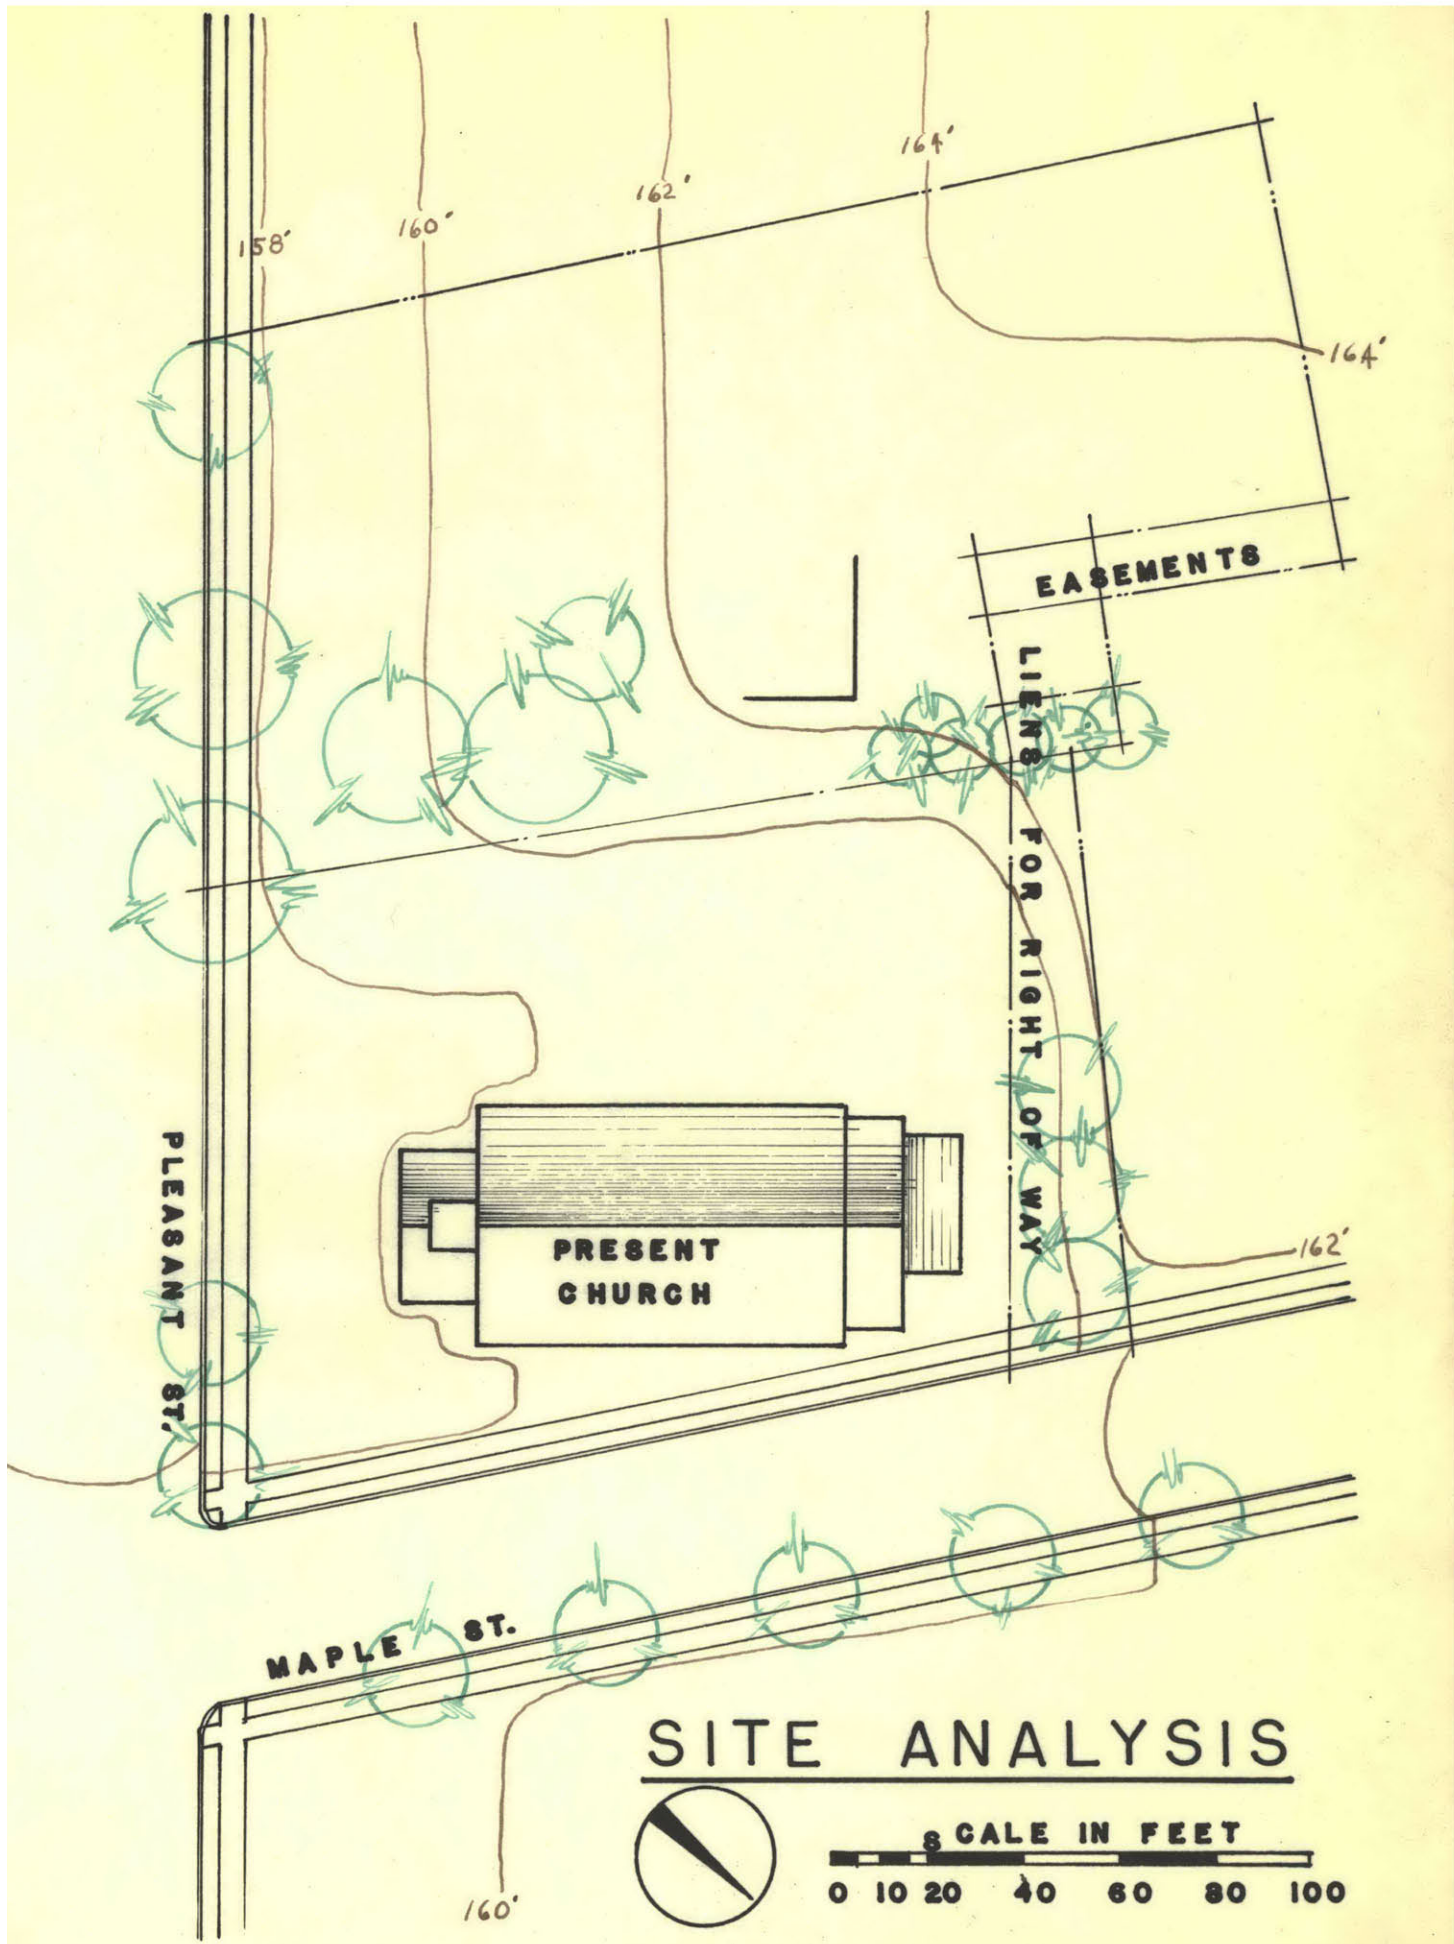 164'
162'
160'
158'
164'
EASEMENTS
LIENS FOR RIGHT OF WAY
PLEASANT ST.
PRESENT
CHURCH
162'
MAPLE ST.
SITE ANALYSIS
SCALE IN FEET
0 10 20 40 60 80 100
160'